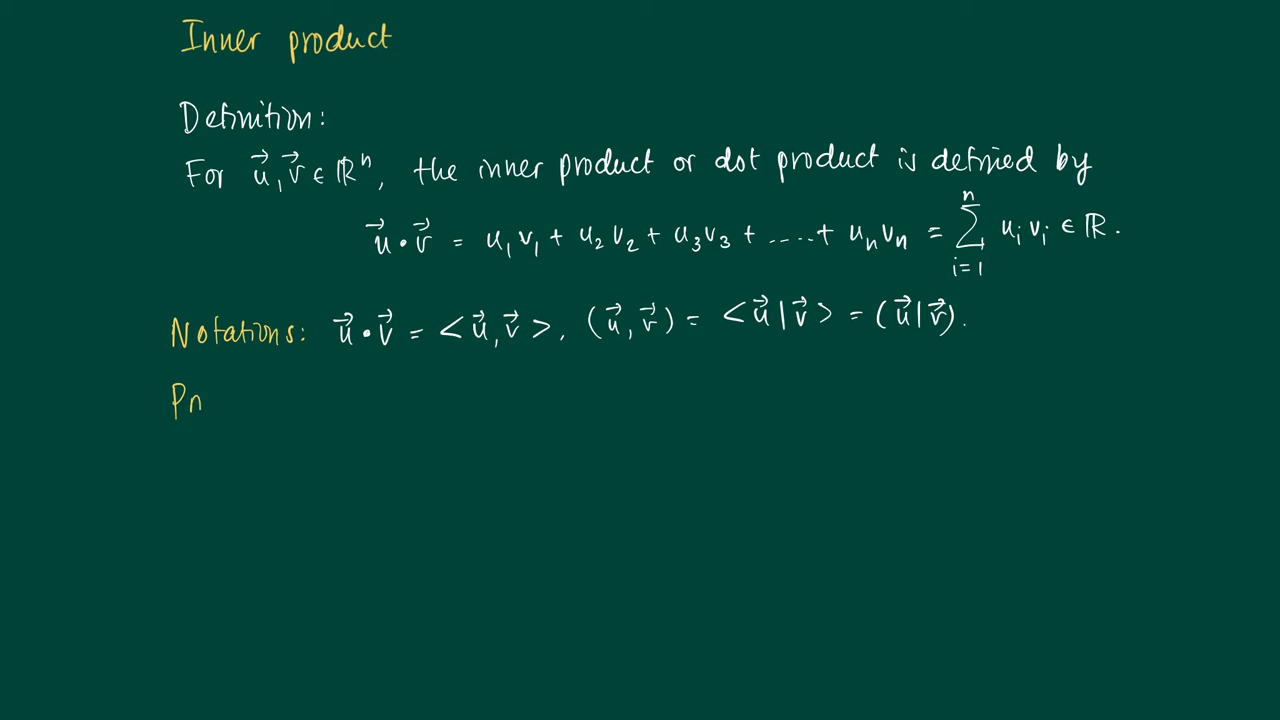 Inner product
Definition:
For u⃗, v⃗ ∈ ℝⁿ, the inner product or dot product is defined by
u⃗ • v⃗ = u₁v₁ + u₂v₂ + u₃v₃ + ..... + uₙvₙ = ∑ᵢ₌₁ⁿ uᵢvᵢ ∈ ℝ.
Notations: u⃗ • v⃗ = <u⃗, v⃗>, (u⃗, v⃗) = <u⃗ | v⃗> = (u⃗ | v⃗).